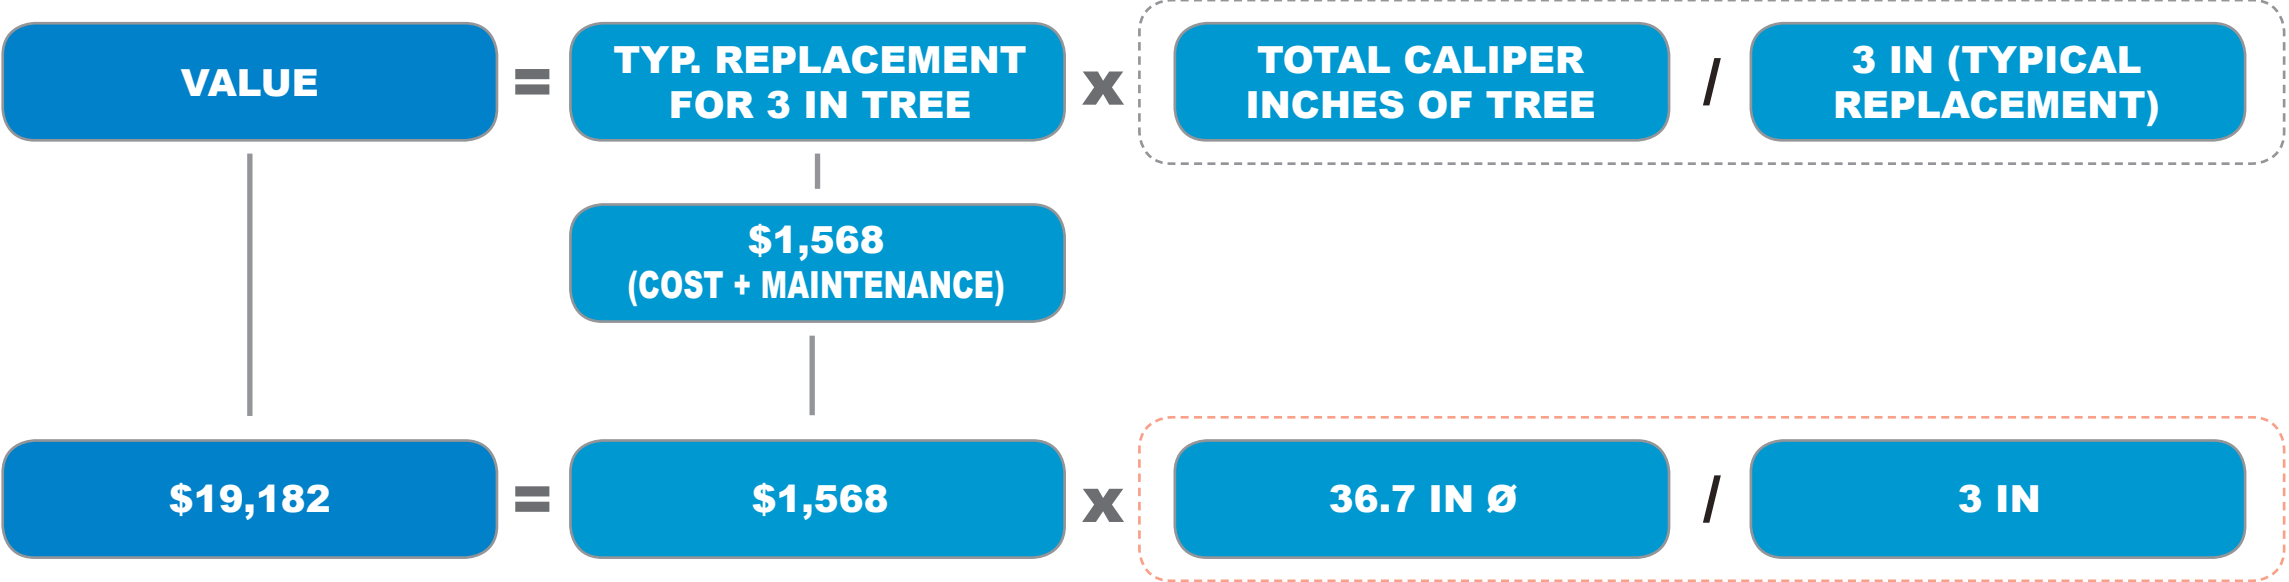 VALUE
=
TYP. REPLACEMENT
FOR 3 IN TREE
x
TOTAL CALIPER
INCHES OF TREE
/
3 IN (TYPICAL
REPLACEMENT)
$1,568
(COST + MAINTENANCE)
$19,182
=
$1,568
x
36.7 IN Ø
/
3 IN